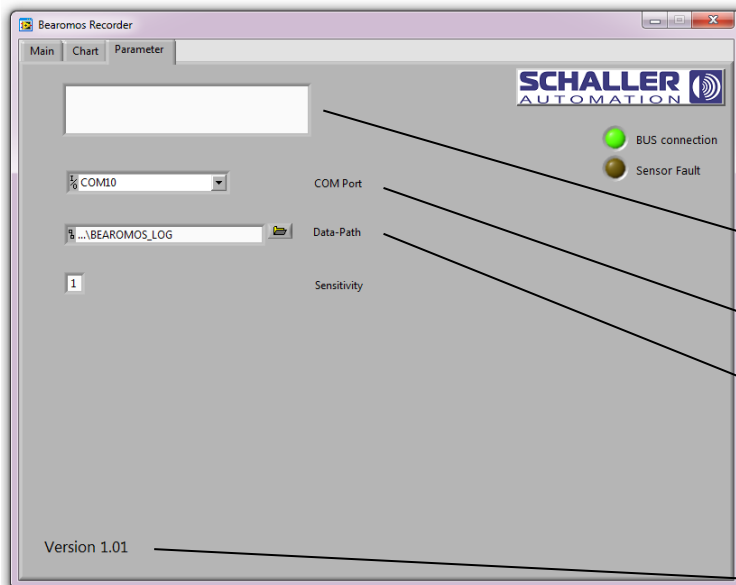 Bearomos Recorder
Main Chart Parameter
SCHALLER
AUTOMATION
BUS connection
Sensor Fault
COM10 COM Port
...\BEAROMOS_LOG Data-Path
1 Sensitivity
Version 1.01